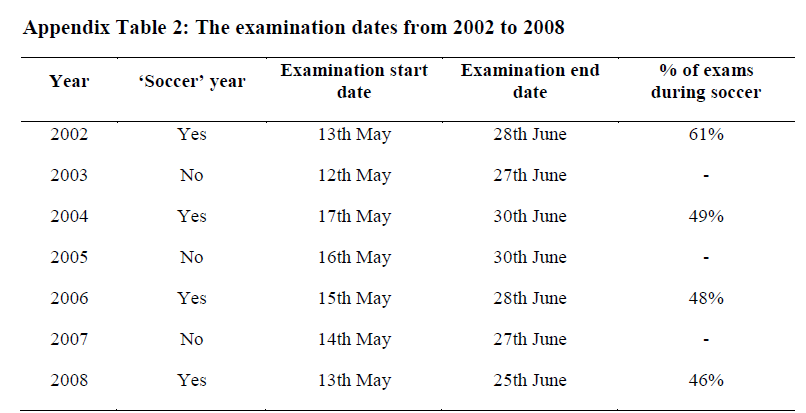 Appendix Table 2: The examination dates from 2002 to 2008
Year ‘Soccer’ year Examination start date Examination end date % of exams during soccer
2002 Yes 13th May 28th June 61%
2003 No 12th May 27th June -
2004 Yes 17th May 30th June 49%
2005 No 16th May 30th June -
2006 Yes 15th May 28th June 48%
2007 No 14th May 27th June -
2008 Yes 13th May 25th June 46%